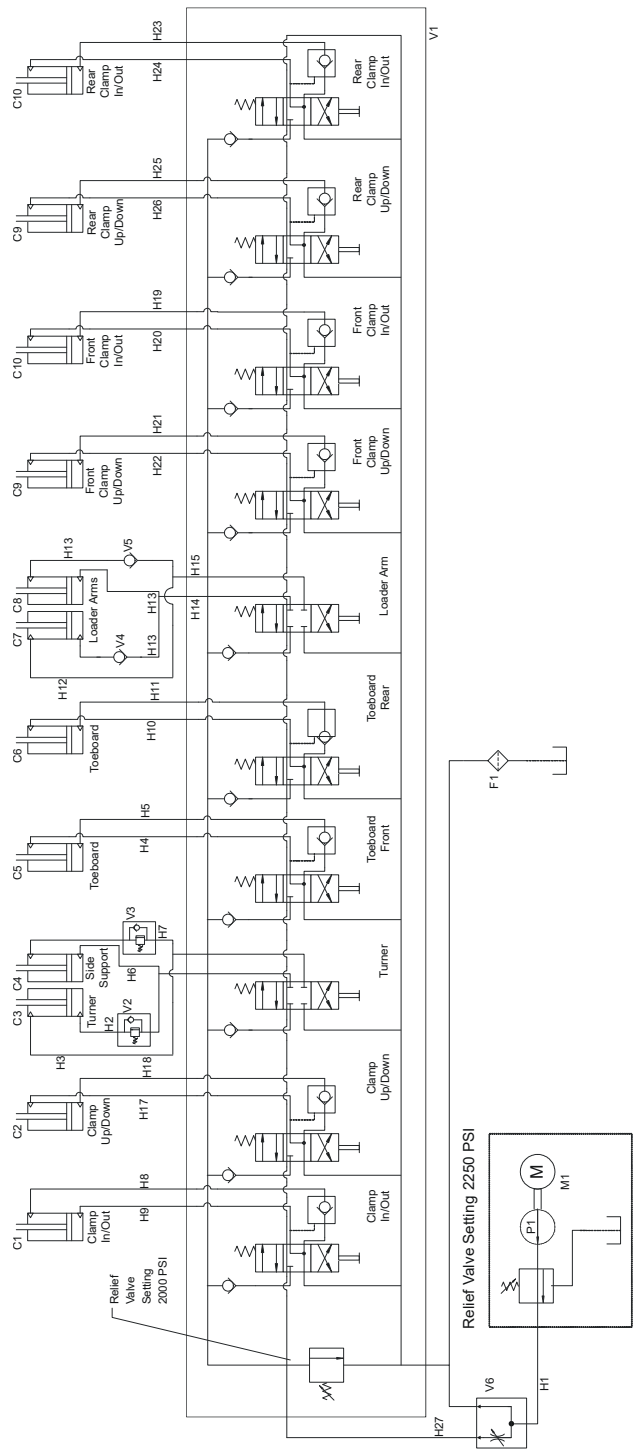 C1
Clamp
In/Out
H9
H8
C2
Clamp
Up/Down
H17
H18
H3
C3
Turner
H2
V2
C4
Side
Support
H6
H7
V3
C5
Toeboard
H4
H5
C6
Toeboard
H10
H11
H12
C7
C8
Loader Arms
V4
H13
H13
H13
V5
H14
H15
C9
Front
Clamp
Up/Down
H22
H21
C10
Front
Clamp
In/Out
H20
H19
C9
Rear
Clamp
Up/Down
H26
H25
C10
Rear
Clamp
In/Out
H24
H23
Relief
Valve
Setting
2000 PSI
Clamp
In/Out
Clamp
Up/Down
Turner
Toeboard
Front
Toeboard
Rear
Loader Arm
Front
Clamp
Up/Down
Front
Clamp
In/Out
Rear
Clamp
Up/Down
Rear
Clamp
In/Out
V1
H27
V6
H1
Relief Valve Setting 2250 PSI
P1
M
M1
F1